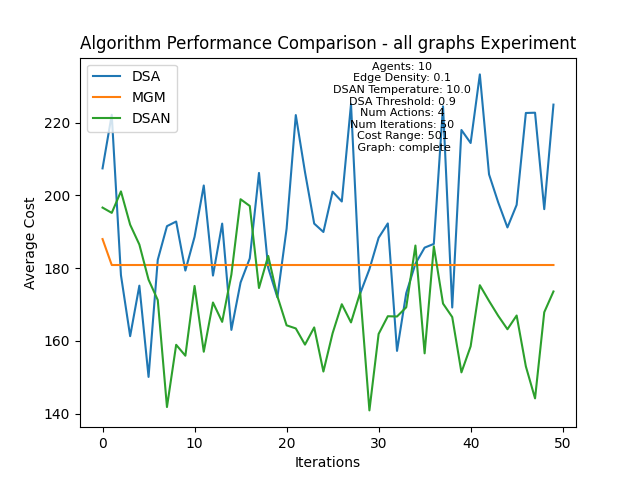 Algorithm Performance Comparison - all graphs Experiment
DSA
MGM
DSAN
Agents: 10
Edge Density: 0.1
DSAN Temperature: 10.0
DSA Threshold: 0.9
Num Actions: 4
Num Iterations: 50
Cost Range: 501
Graph: complete
Average Cost
220
200
180
160
140
0 10 20 30 40 50
Iterations